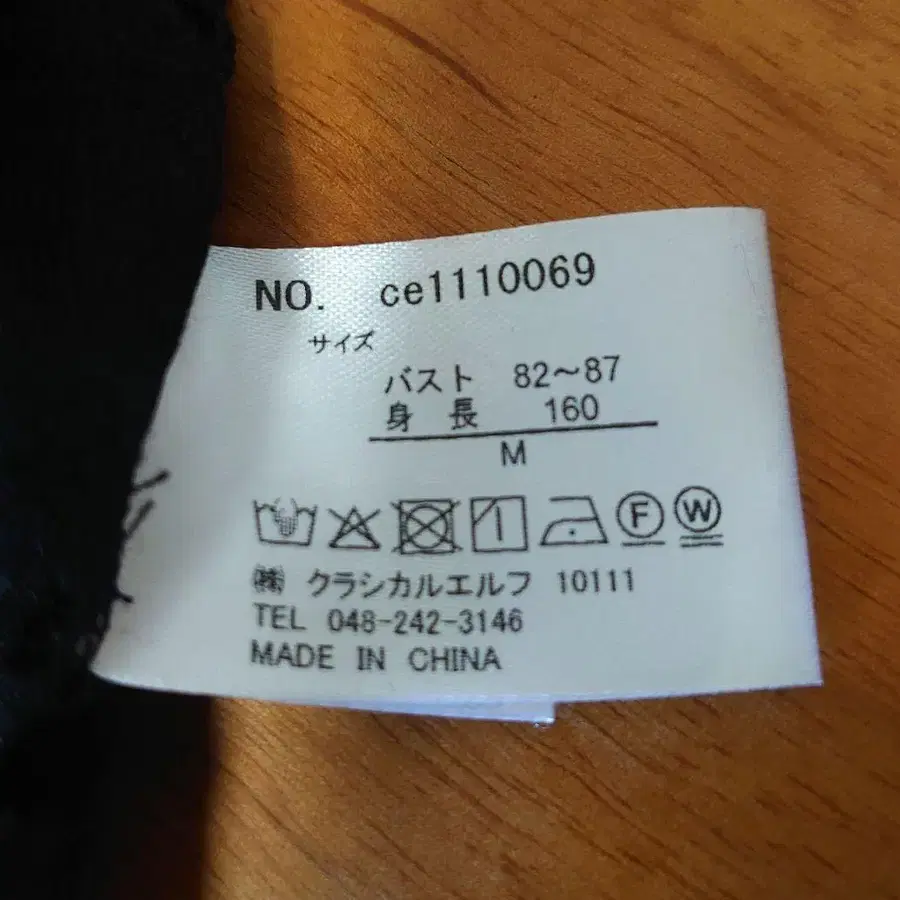 NO. ce1110069
サイズ
バスト 82〜87
身長 160
M
F W
㈱ クラシカルエルフ 10111
TEL 048-242-3146
MADE IN CHINA